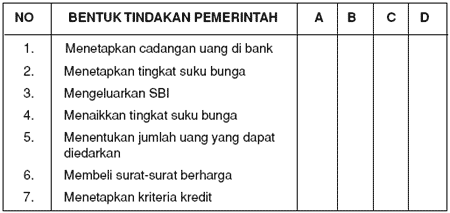 NO BENTUK TINDAKAN PEMERINTAH A B C D
1. Menetapkan cadangan uang di bank
2. Menetapkan tingkat suku bunga
3. Mengeluarkan SBI
4. Menaikkan tingkat suku bunga
5. Menentukan jumlah uang yang dapat
diedarkan
6. Membeli surat-surat berharga
7. Menetapkan kriteria kredit